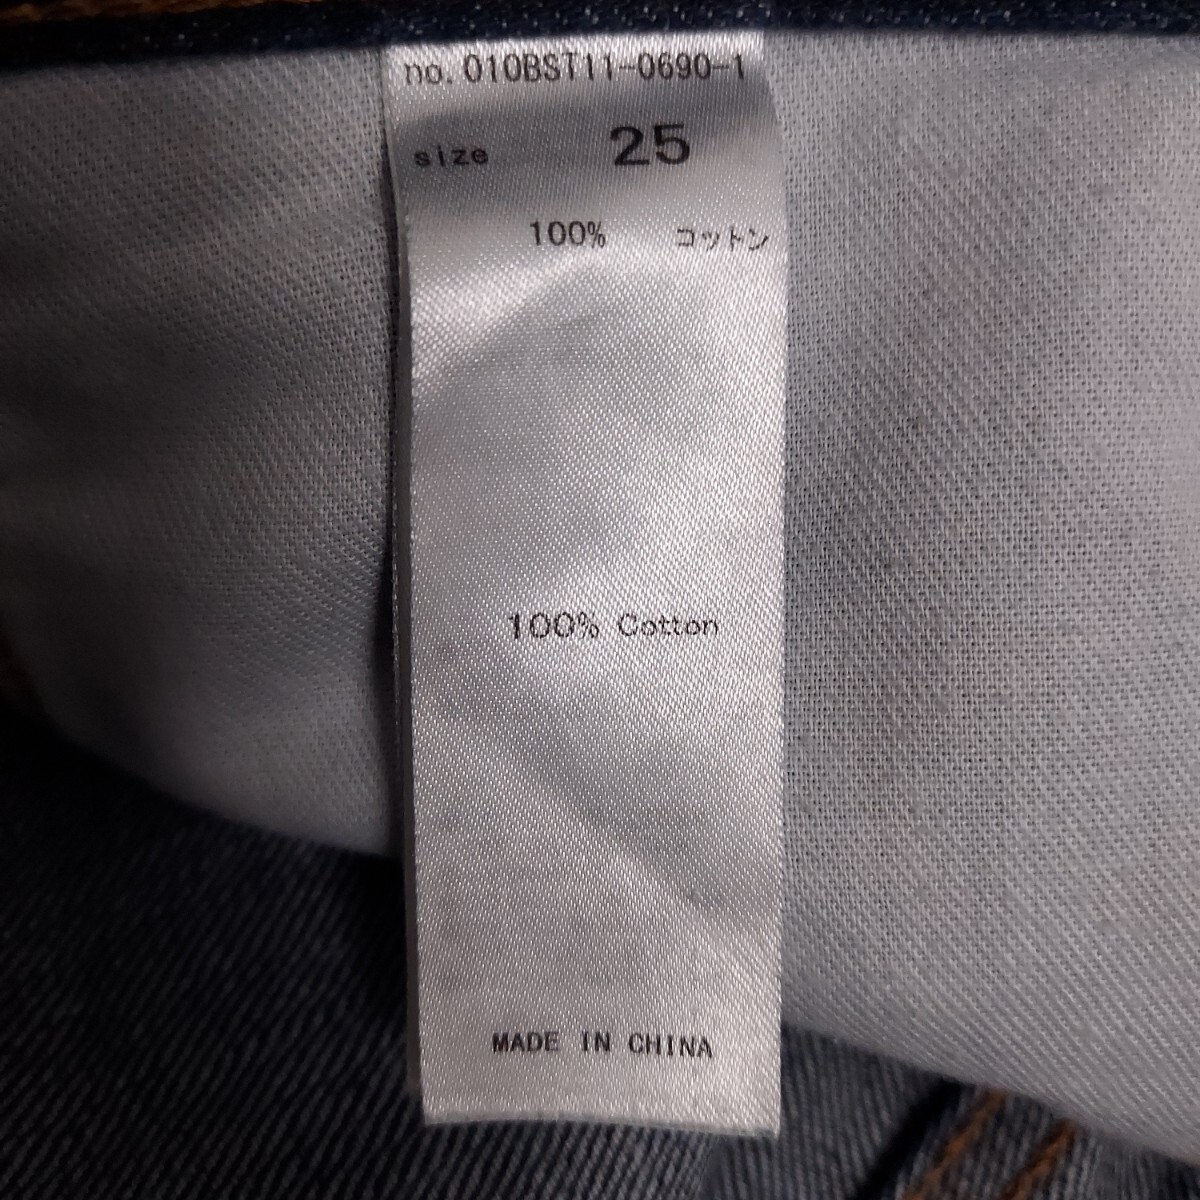 no. 010BST11-0690-1
size 25
100% コットン
100% Cotton
MADE IN CHINA